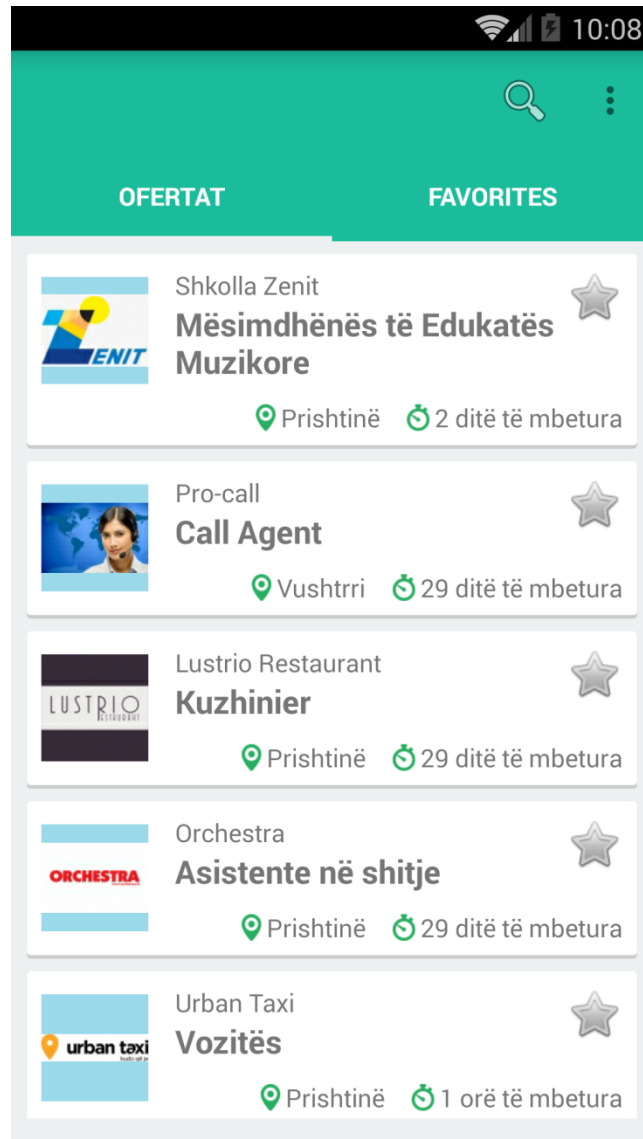 10:08
OFERTAT
FAVORITES
Shkolla Zenit
Mësimdhënës të Edukatës
Muzikore
ZENIT
Prishtinë
2 ditë të mbetura
Pro-call
Call Agent
Vushtrri
29 ditë të mbetura
Lustrio Restaurant
Kuzhinier
LUSTRIO
RESTAURANT
Prishtinë
29 ditë të mbetura
Orchestra
Asistente në shitje
ORCHESTRA
Prishtinë
29 ditë të mbetura
Urban Taxi
Vozitës
urban taxi
Prishtinë
1 orë të mbetura